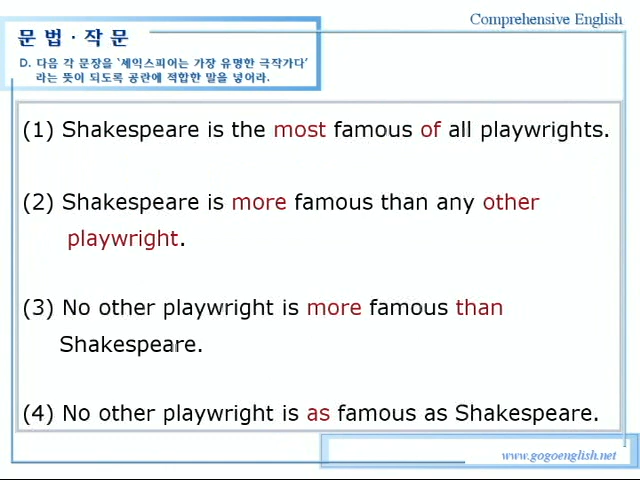 Comprehensive English
문 법 · 작 문
D. 다음 각 문장을 '셰익스피어는 가장 유명한 극작가다'
라는 뜻이 되도록 공란에 적합한 말을 넣어라.
(1) Shakespeare is the most famous of all playwrights.
(2) Shakespeare is more famous than any other
playwright.
(3) No other playwright is more famous than
Shakespeare.
(4) No other playwright is as famous as Shakespeare.
www.gogoenglish.net